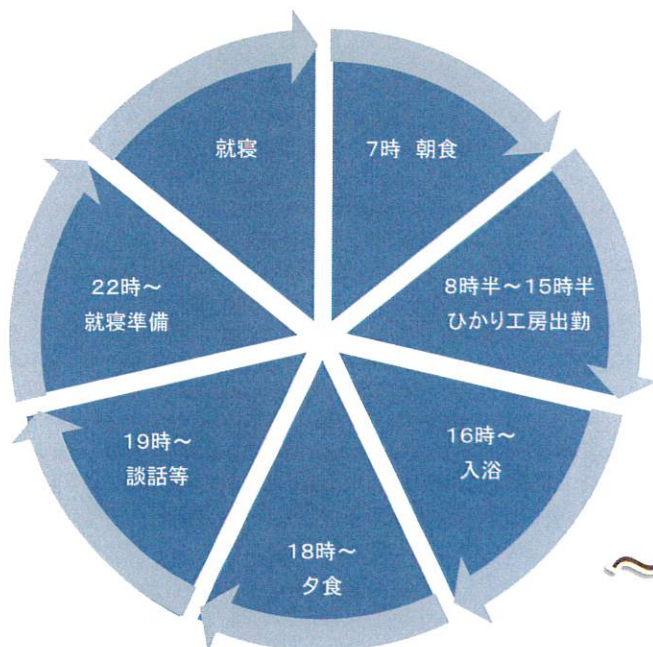 7時 朝食
8時半～15時半
ひかり工房出勤
16時～
入浴
18時～
夕食
19時～
談話等
22時～
就寝準備
就寝